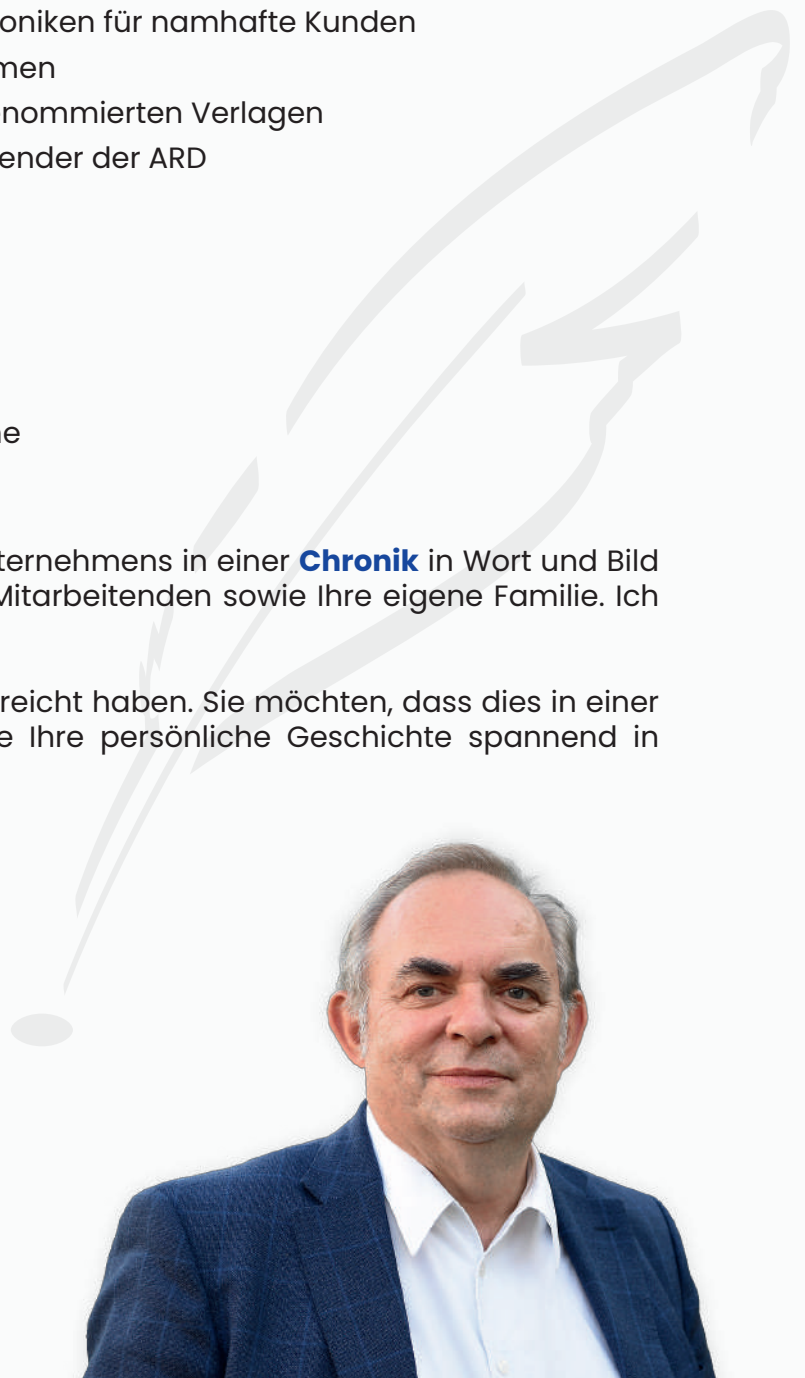 oniken für namhafte Kunden
men
nommierten Verlagen
ender der ARD
ne
ternehmens in einer Chronik in Wort und Bild
Mitarbeitenden sowie Ihre eigene Familie. Ich
reicht haben. Sie möchten, dass dies in einer
e Ihre persönliche Geschichte spannend in